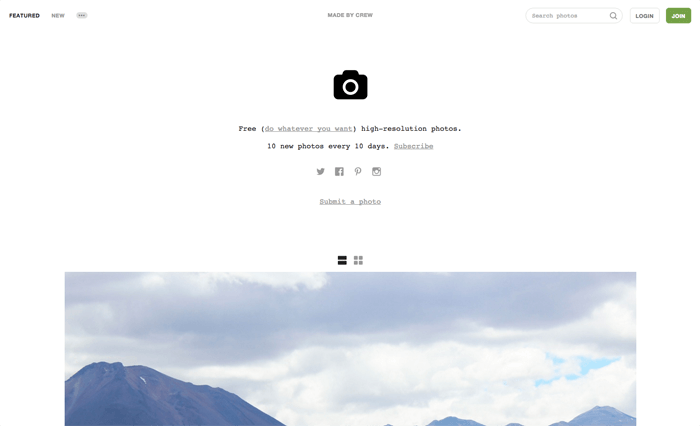 FEATURED NEW MADE BY CREW Search photos LOGIN JOIN
Free (do whatever you want) high-resolution photos.
10 new photos every 10 days. Subscribe
Submit a photo